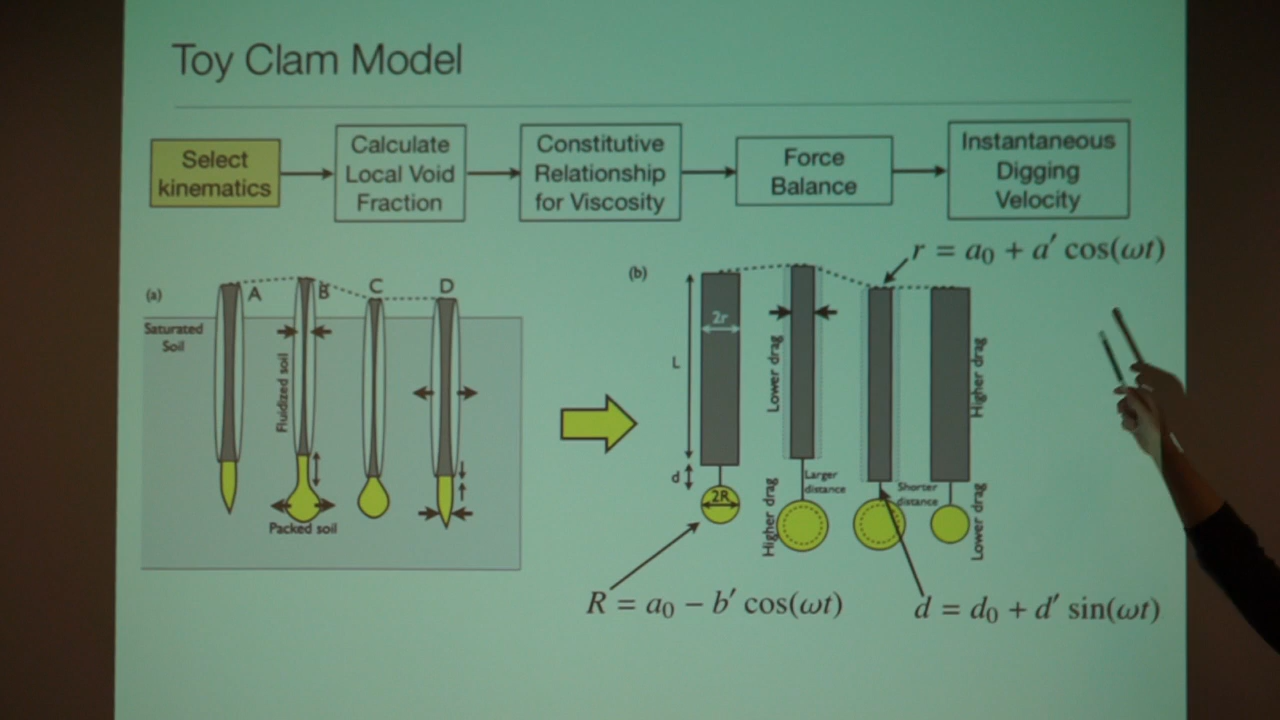 Toy Clam Model
Select
kinematics
Calculate
Local Void
Fraction
Constitutive
Relationship
for Viscosity
Force
Balance
Instantaneous
Digging
Velocity
r = a₀ + a′ cos(ωt)
(a)
A
B
C
D
Saturated
Soil
Fluidized soil
Packed soil
(b)
2r
L
d
2R
Lower drag
Higher drag
Larger
distance
Shorter
distance
Higher drag
Lower drag
R = a₀ − b′ cos(ωt)
d = d₀ + d′ sin(ωt)